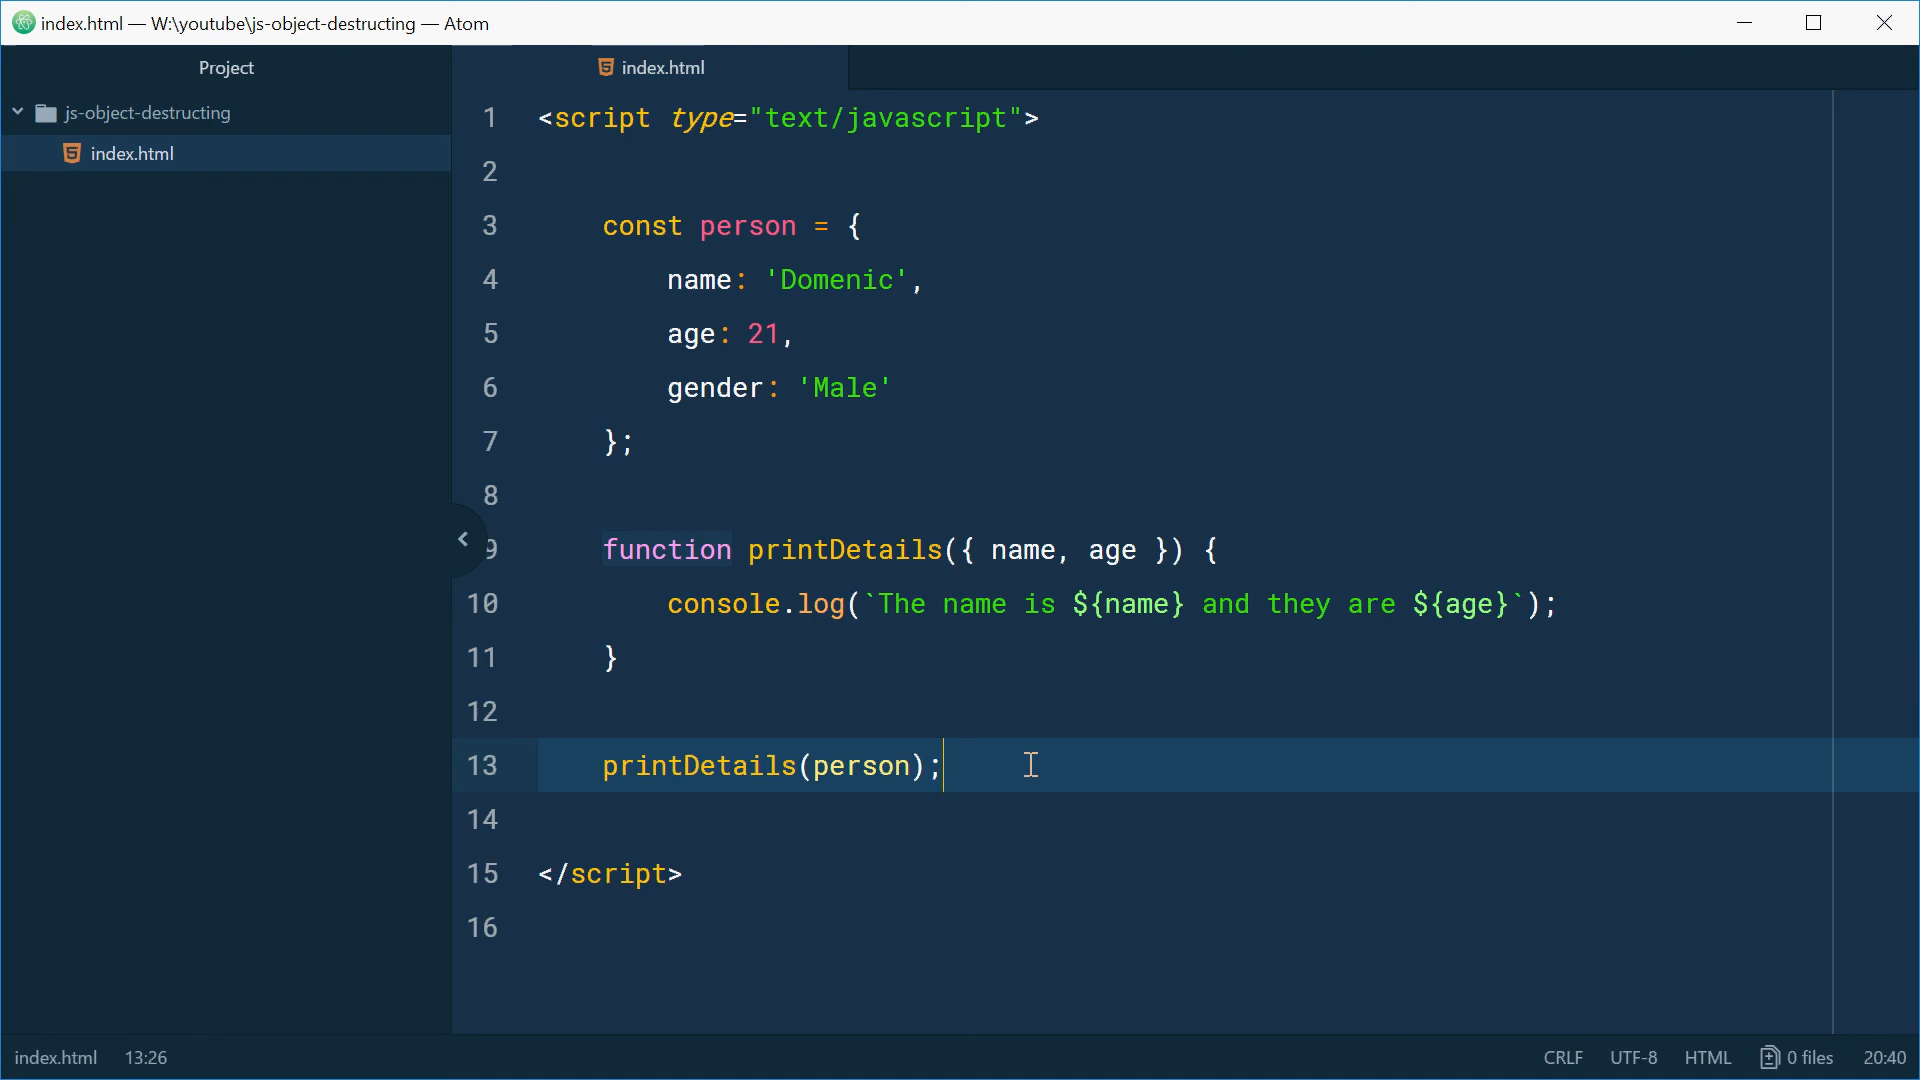 index.html — W:\youtube\js-object-destructing — Atom
Project
js-object-destructing
index.html
index.html
1 <script type="text/javascript">
2
3 const person = {
4 name: 'Domenic',
5 age: 21,
6 gender: 'Male'
7 };
8
9 function printDetails({ name, age }) {
10 console.log(`The name is ${name} and they are ${age}`);
11 }
12
13 printDetails(person);
14
15 </script>
16
index.html 13:26
CRLF UTF-8 HTML 0 files 20:40